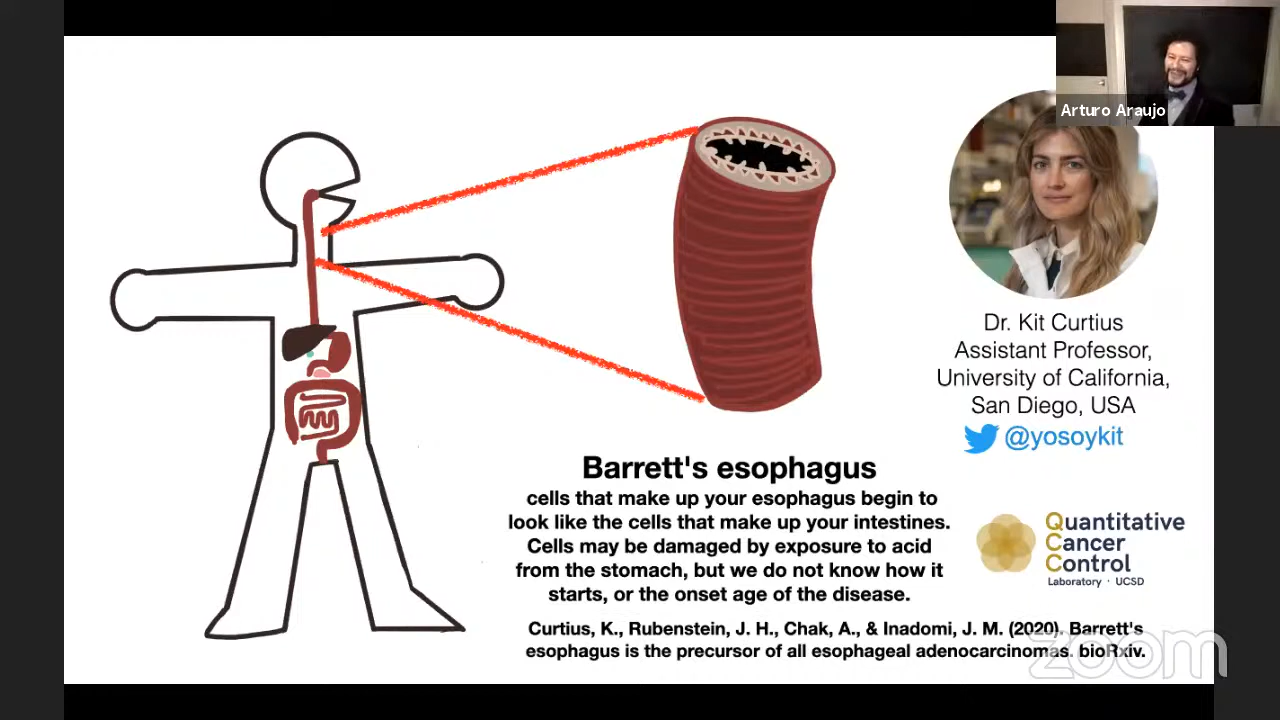 Arturo Araujo
Dr. Kit Curtius
Assistant Professor,
University of California,
San Diego, USA
@yosoykit
Barrett's esophagus
cells that make up your esophagus begin to
look like the cells that make up your intestines.
Cells may be damaged by exposure to acid
from the stomach, but we do not know how it
starts, or the onset age of the disease.
Quantitative
Cancer
Control
Laboratory · UCSD
Curtius, K., Rubenstein, J. H., Chak, A., & Inadomi, J. M. (2020). Barrett's
esophagus is the precursor of all esophageal adenocarcinomas. bioRxiv.
zoom